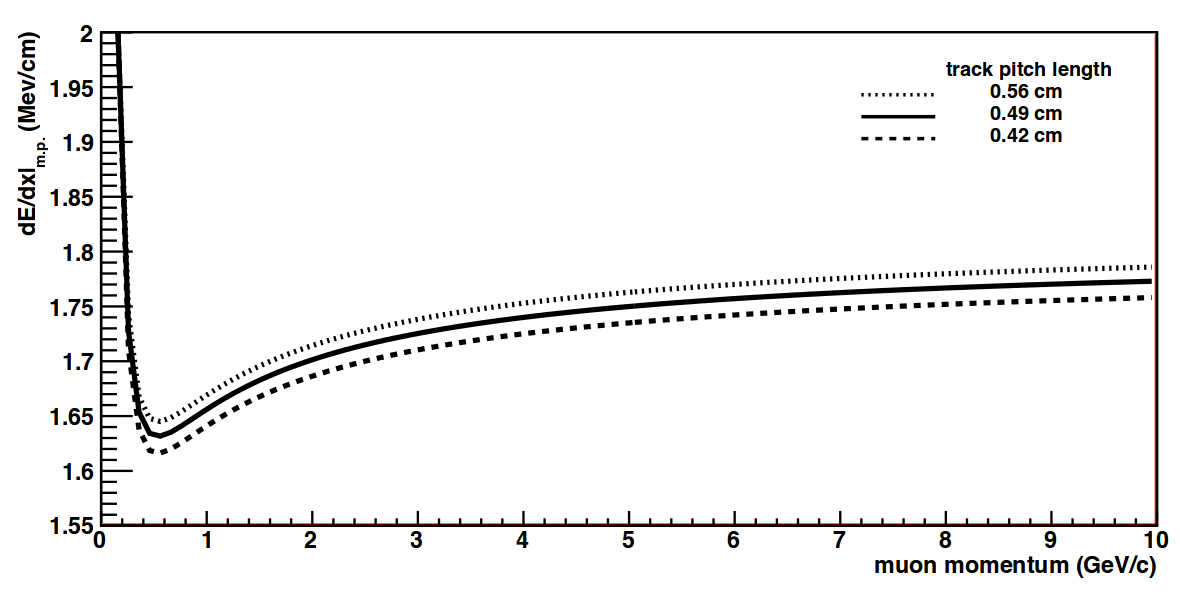 dE/dx|m.p. (Mev/cm)
2
1.95
1.9
1.85
1.8
1.75
1.7
1.65
1.6
1.55
track pitch length
0.56 cm
0.49 cm
0.42 cm
0 1 2 3 4 5 6 7 8 9 10
muon momentum (GeV/c)